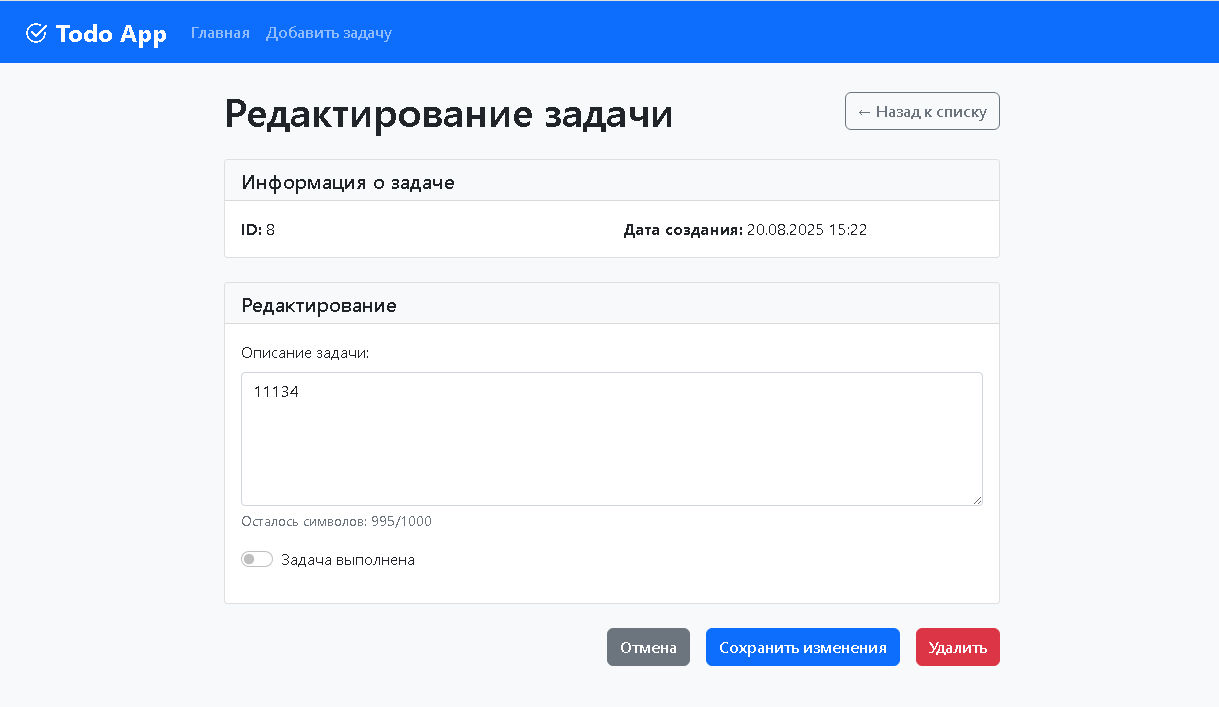 Todo App Главная Добавить задачу
Редактирование задачи
← Назад к списку
Информация о задаче
ID: 8 Дата создания: 20.08.2025 15:22
Редактирование
Описание задачи:
11134
Осталось символов: 995/1000
Задача выполнена
Отмена Сохранить изменения Удалить